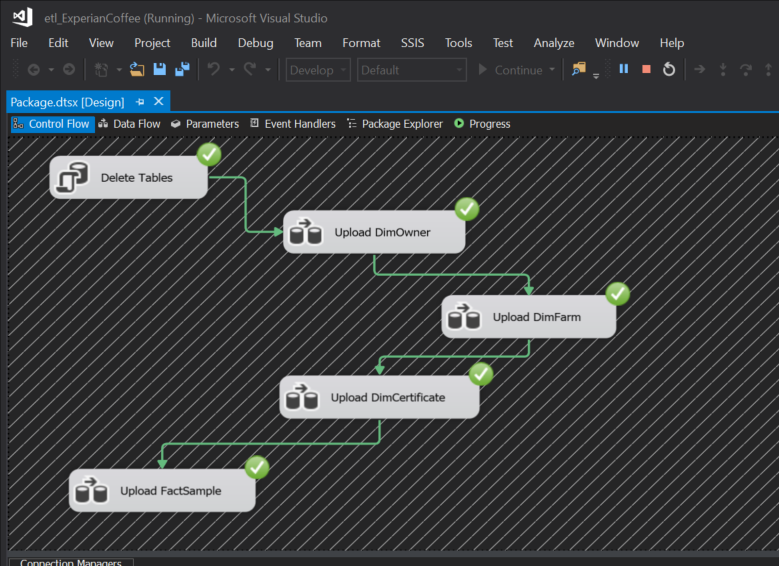 etl_ExperianCoffee (Running) - Microsoft Visual Studio
File Edit View Project Build Debug Team Format SSIS Tools Test Analyze Window Help
Develop Default Continue
Package.dtsx [Design]
Control Flow Data Flow Parameters Event Handlers Package Explorer Progress
Delete Tables
Upload DimOwner
Upload DimFarm
Upload DimCertificate
Upload FactSample
Connection Managers